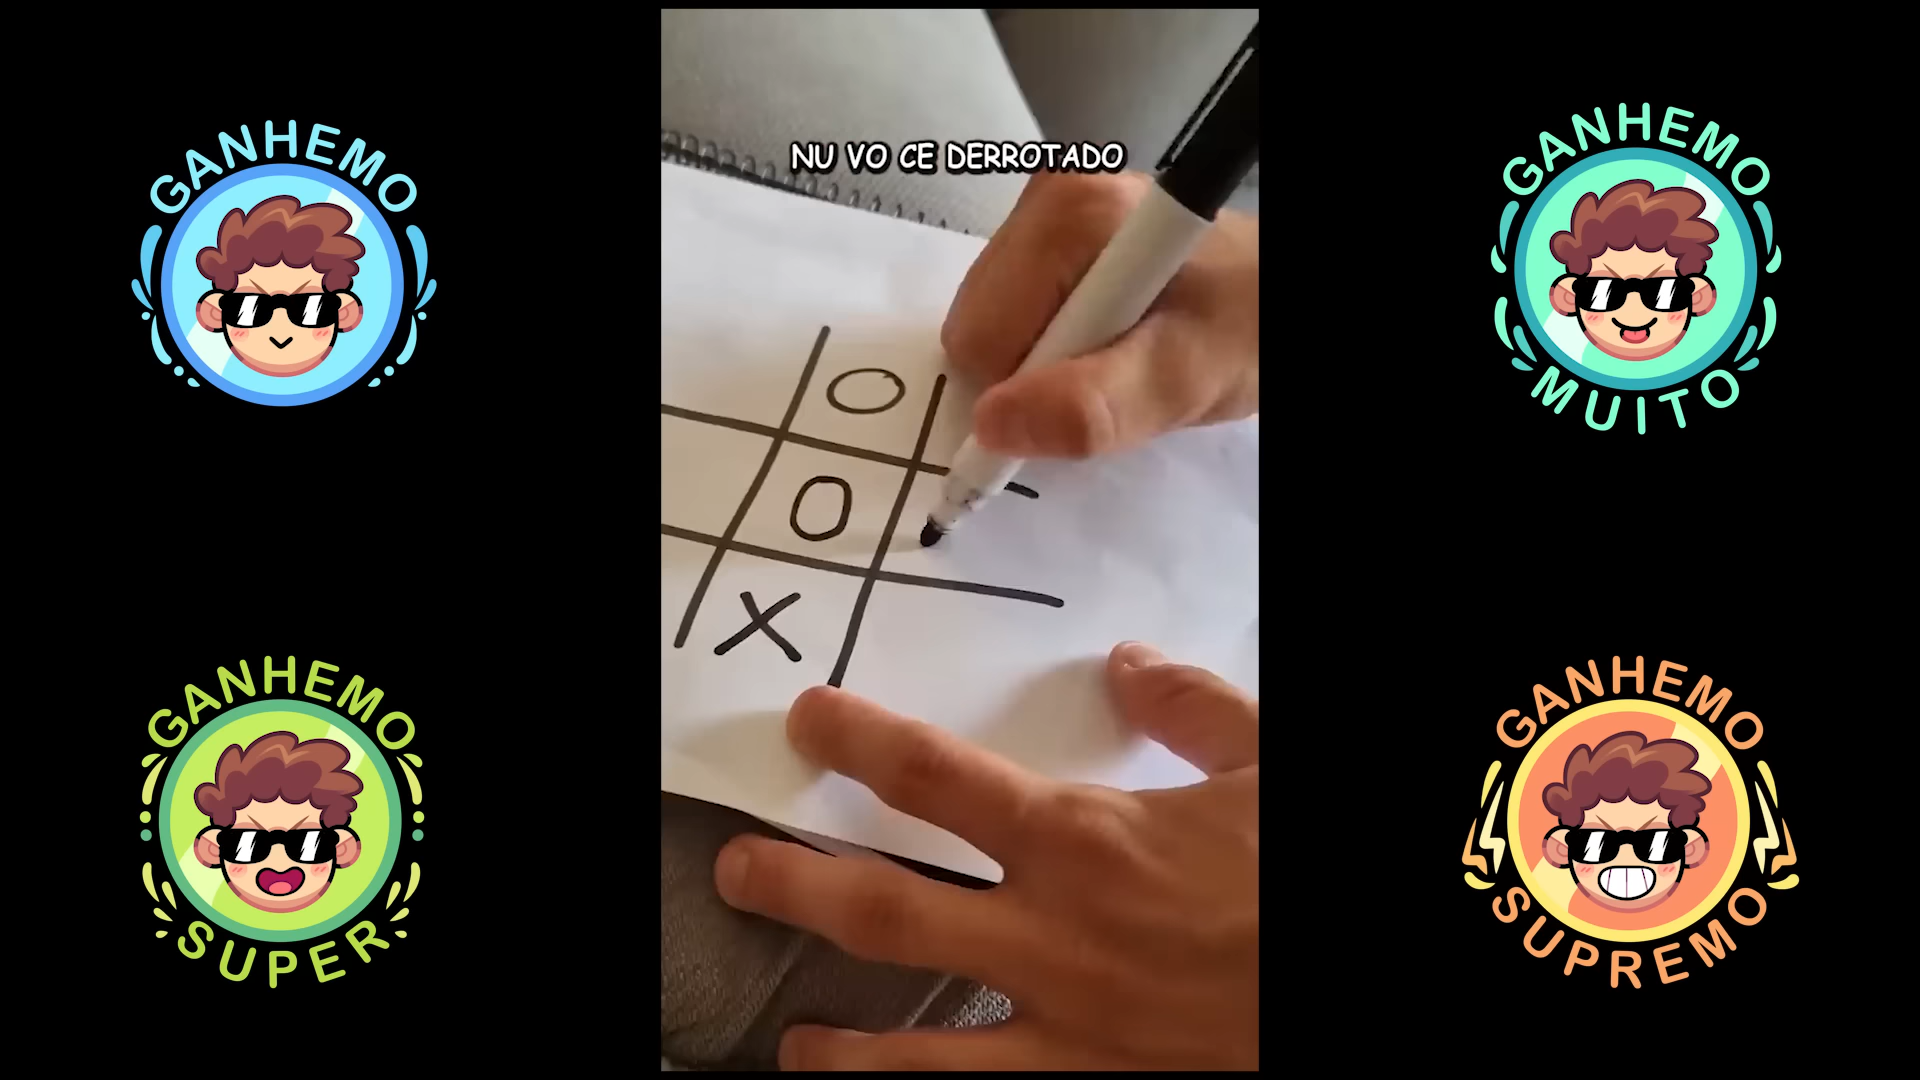 GANHEMO
NU VO CE DERROTADO
GANHEMO
MUITO
O
O
X
GANHEMO
SUPER
GANHEMO
SUPREMO